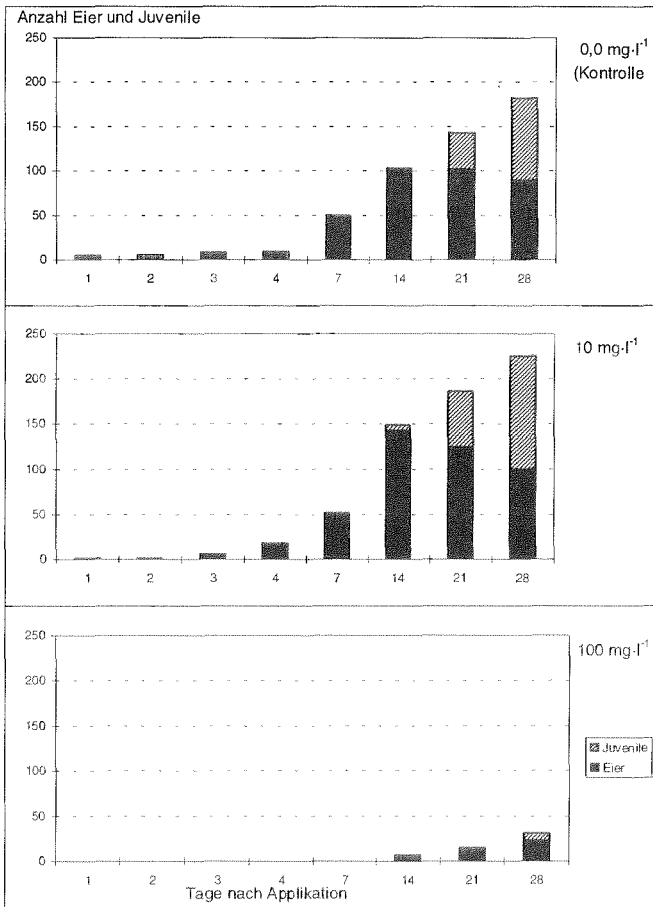 Anzahl Eier und Juvenile
250
200
150
100
50
0
1 2 3 4 7 14 21 28
0,0 mg·l⁻¹
(Kontrolle
250
200
150
100
50
0
1 2 3 4 7 14 21 28
10 mg·l⁻¹
250
200
150
100
50
0
1 2 3 4 7 14 21 28
100 mg·l⁻¹
Juvenile
Eier
Tage nach Applikation